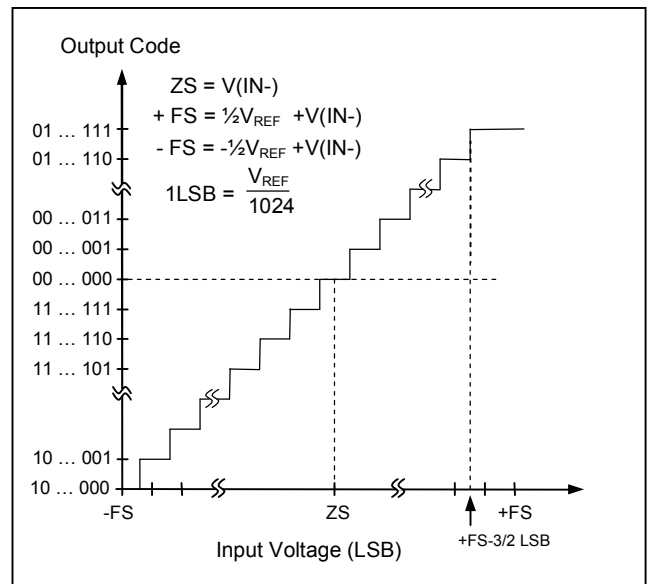 Output Code
ZS = V(IN-)
+ FS = ½VREF +V(IN-)
- FS = -½VREF +V(IN-)
1LSB = VREF
1024
01 ... 111
01 ... 110
00 ... 011
00 ... 001
00 ... 000
11 ... 111
11 ... 110
11 ... 101
10 ... 001
10 ... 000
-FS
ZS
+FS
+FS-3/2 LSB
Input Voltage (LSB)